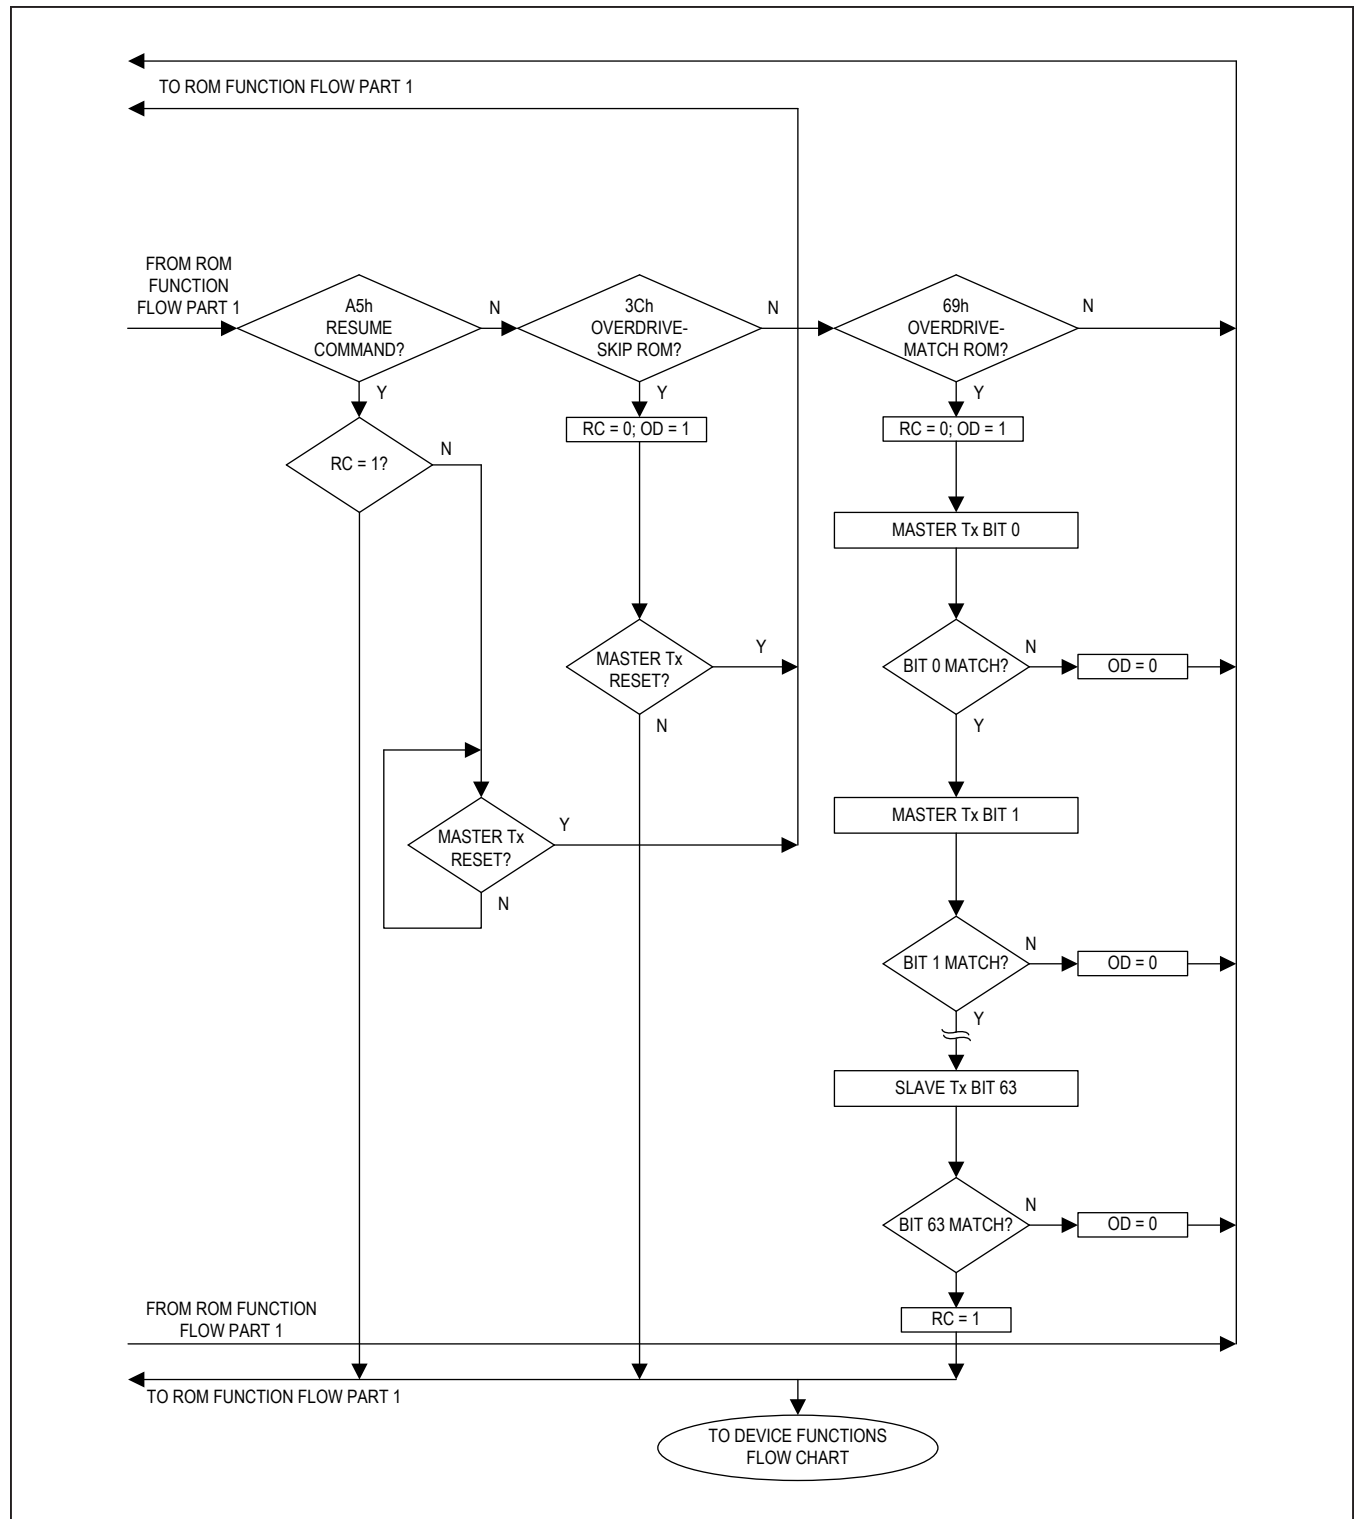 TO ROM FUNCTION FLOW PART 1
FROM ROM
FUNCTION
FLOW PART 1
A5h
RESUME
COMMAND?
N
3Ch
OVERDRIVE-
SKIP ROM?
N
69h
OVERDRIVE-
MATCH ROM?
N
Y
Y
Y
RC = 0; OD = 1
RC = 0; OD = 1
RC = 1?
N
MASTER Tx BIT 0
MASTER Tx
RESET?
Y
N
BIT 0 MATCH?
N
OD = 0
Y
MASTER Tx BIT 1
MASTER Tx
RESET?
Y
N
BIT 1 MATCH?
N
OD = 0
Y
SLAVE Tx BIT 63
BIT 63 MATCH?
N
OD = 0
RC = 1
FROM ROM FUNCTION
FLOW PART 1
TO ROM FUNCTION FLOW PART 1
TO DEVICE FUNCTIONS
FLOW CHART